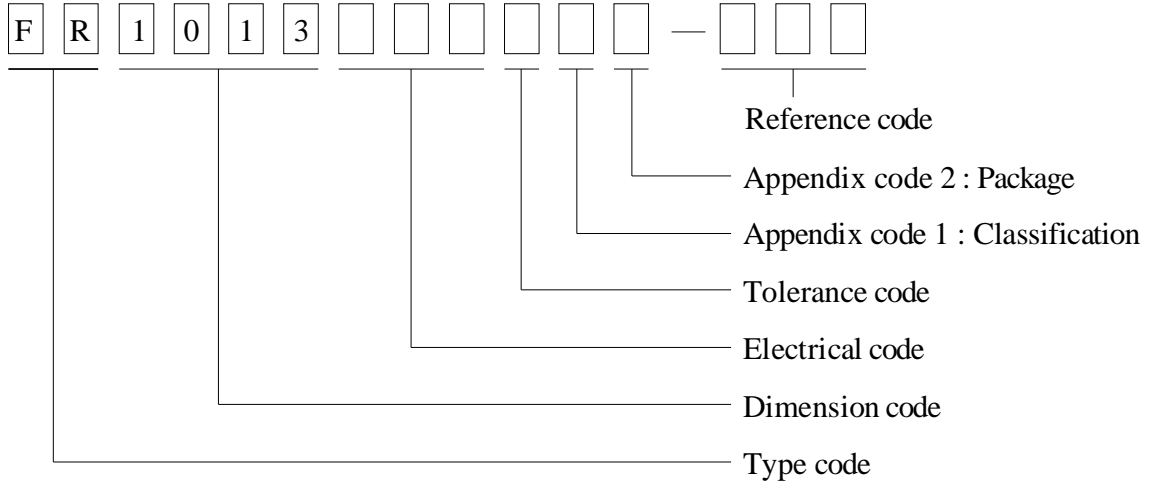 F R 1 0 1 3 —
Reference code
Appendix code 2 : Package
Appendix code 1 : Classification
Tolerance code
Electrical code
Dimension code
Type code